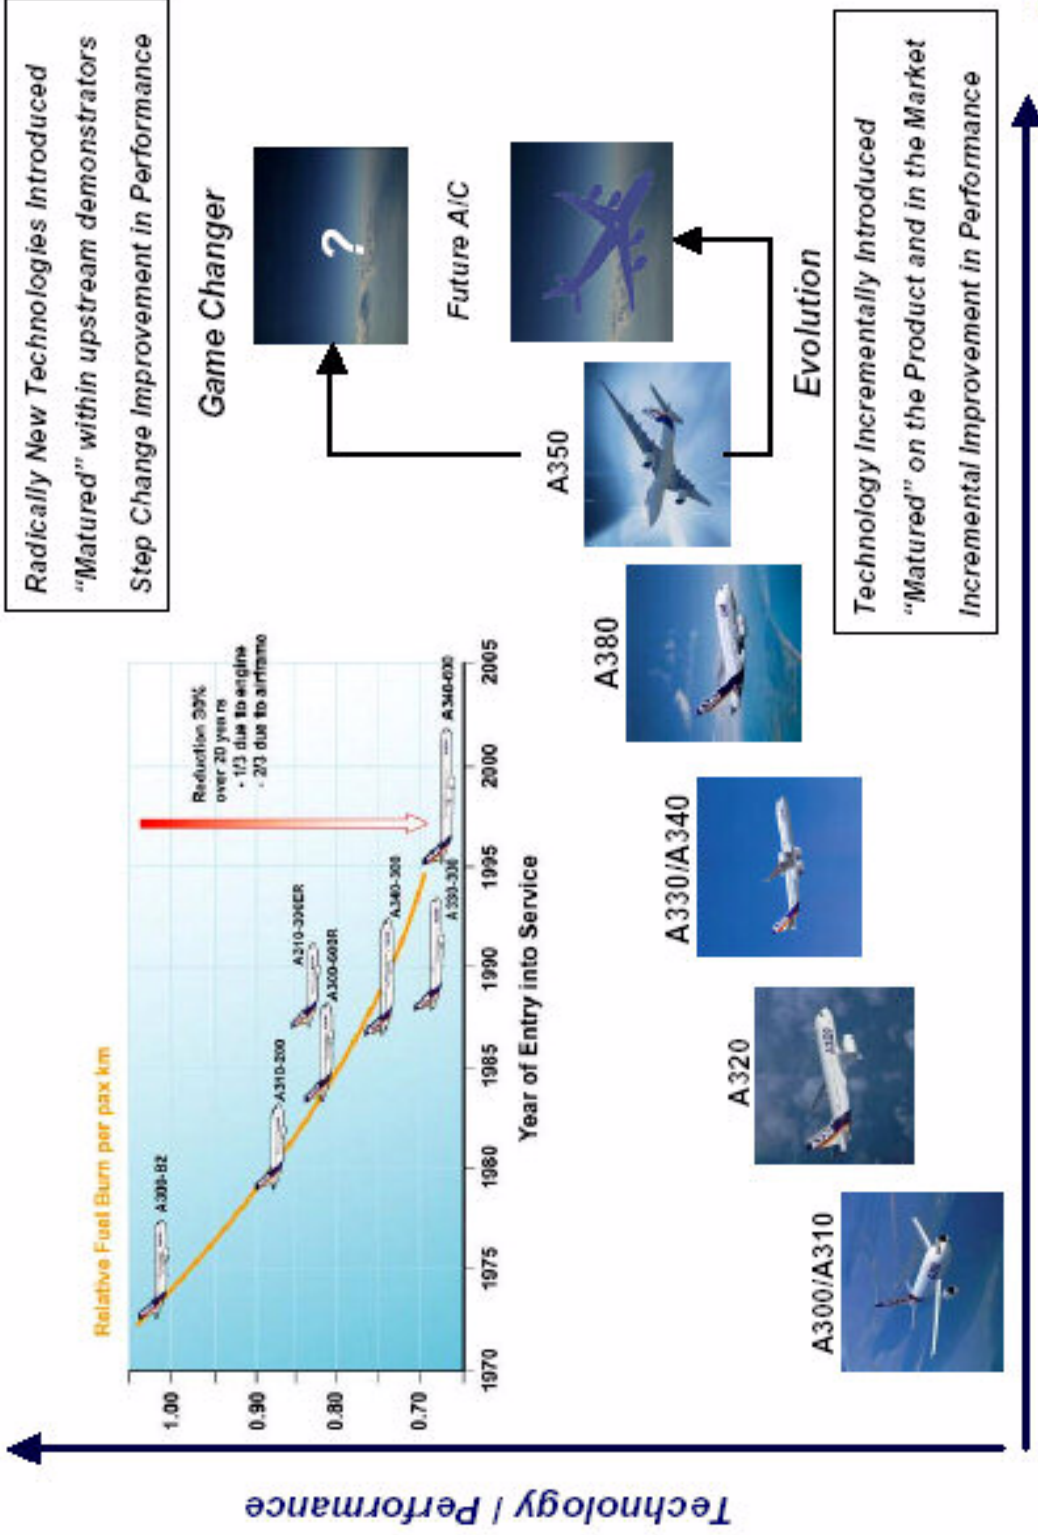 Radically New Technologies Introduced
“Matured” within upstream demonstrators
Step Change Improvement in Performance
Relative Fuel Burn per pax km
1.00
0.90
0.80
0.70
A300-B2
A310-200
A310-300ER
A300-600R
A340-300
A330-300
A340-600
Reduction 30%
over 20 years
- 1/3 due to engine
- 2/3 due to airframe
1970
1975
1980
1985
1990
1995
2000
2005
Year of Entry into Service
Game Changer
?
Future A/C
A350
A380
A330/A340
A320
A300/A310
Evolution
Technology Incrementally Introduced
“Matured” on the Product and in the Market
Incremental Improvement in Performance
Technology / Performance